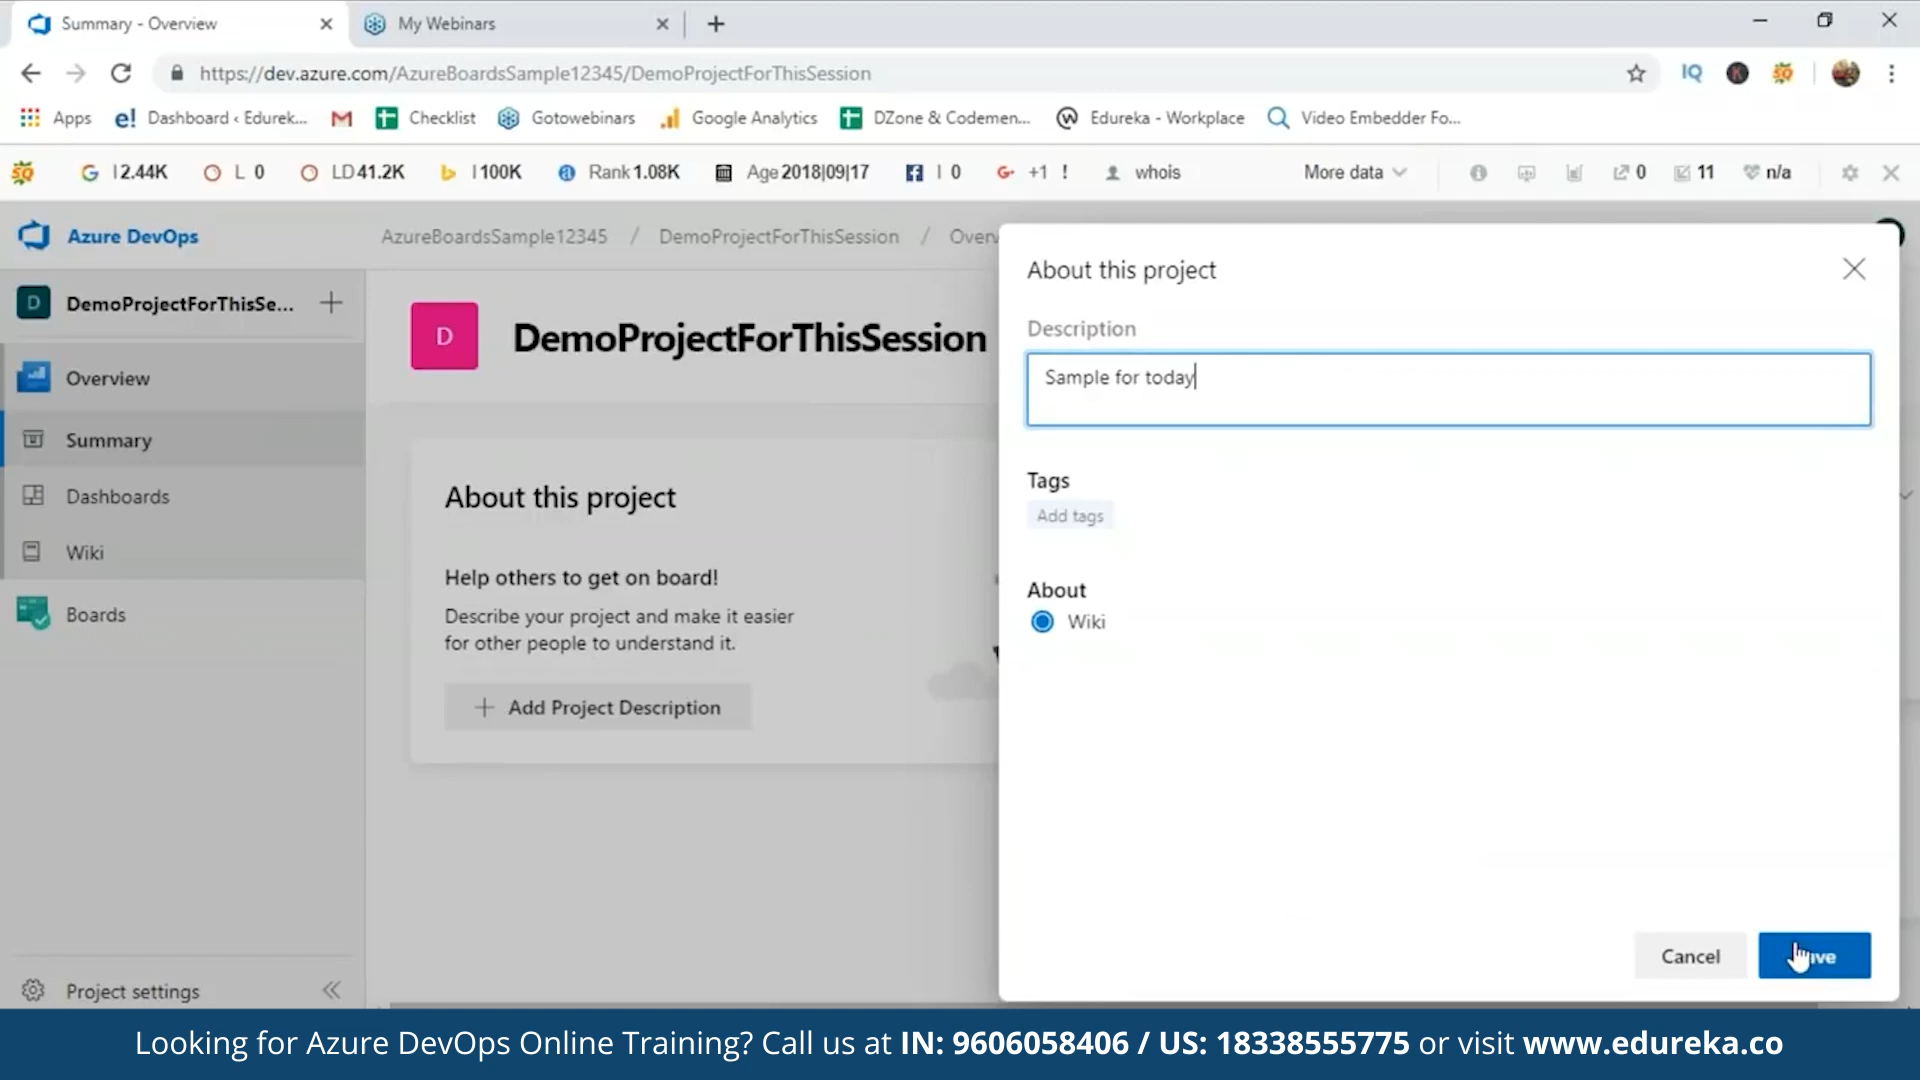 Summary - Overview
My Webinars
https://dev.azure.com/AzureBoardsSample12345/DemoProjectForThisSession
IQ
K
SQ
Apps
e! Dashboard ‹ Edurek...
Checklist
Gotowebinars
Google Analytics
DZone & Codemen...
Edureka - Workplace
Video Embedder Fo...
SQ
G I 2.44K
L 0
LD 41.2K
I 100K
Rank 1.08K
Age 2018|09|17
I 0
G+ +1 !
whois
More data
0
11
n/a
Azure DevOps
AzureBoardsSample12345 / DemoProjectForThisSession / Over
D DemoProjectForThisSe...
Overview
Summary
Dashboards
Wiki
Boards
Project settings
D DemoProjectForThisSession
About this project
Help others to get on board!
Describe your project and make it easier
for other people to understand it.
Add Project Description
About this project
Description
Sample for today
Tags
Add tags
About
Wiki
Cancel
Looking for Azure DevOps Online Training? Call us at IN: 9606058406 / US: 18338555775 or visit www.edureka.co